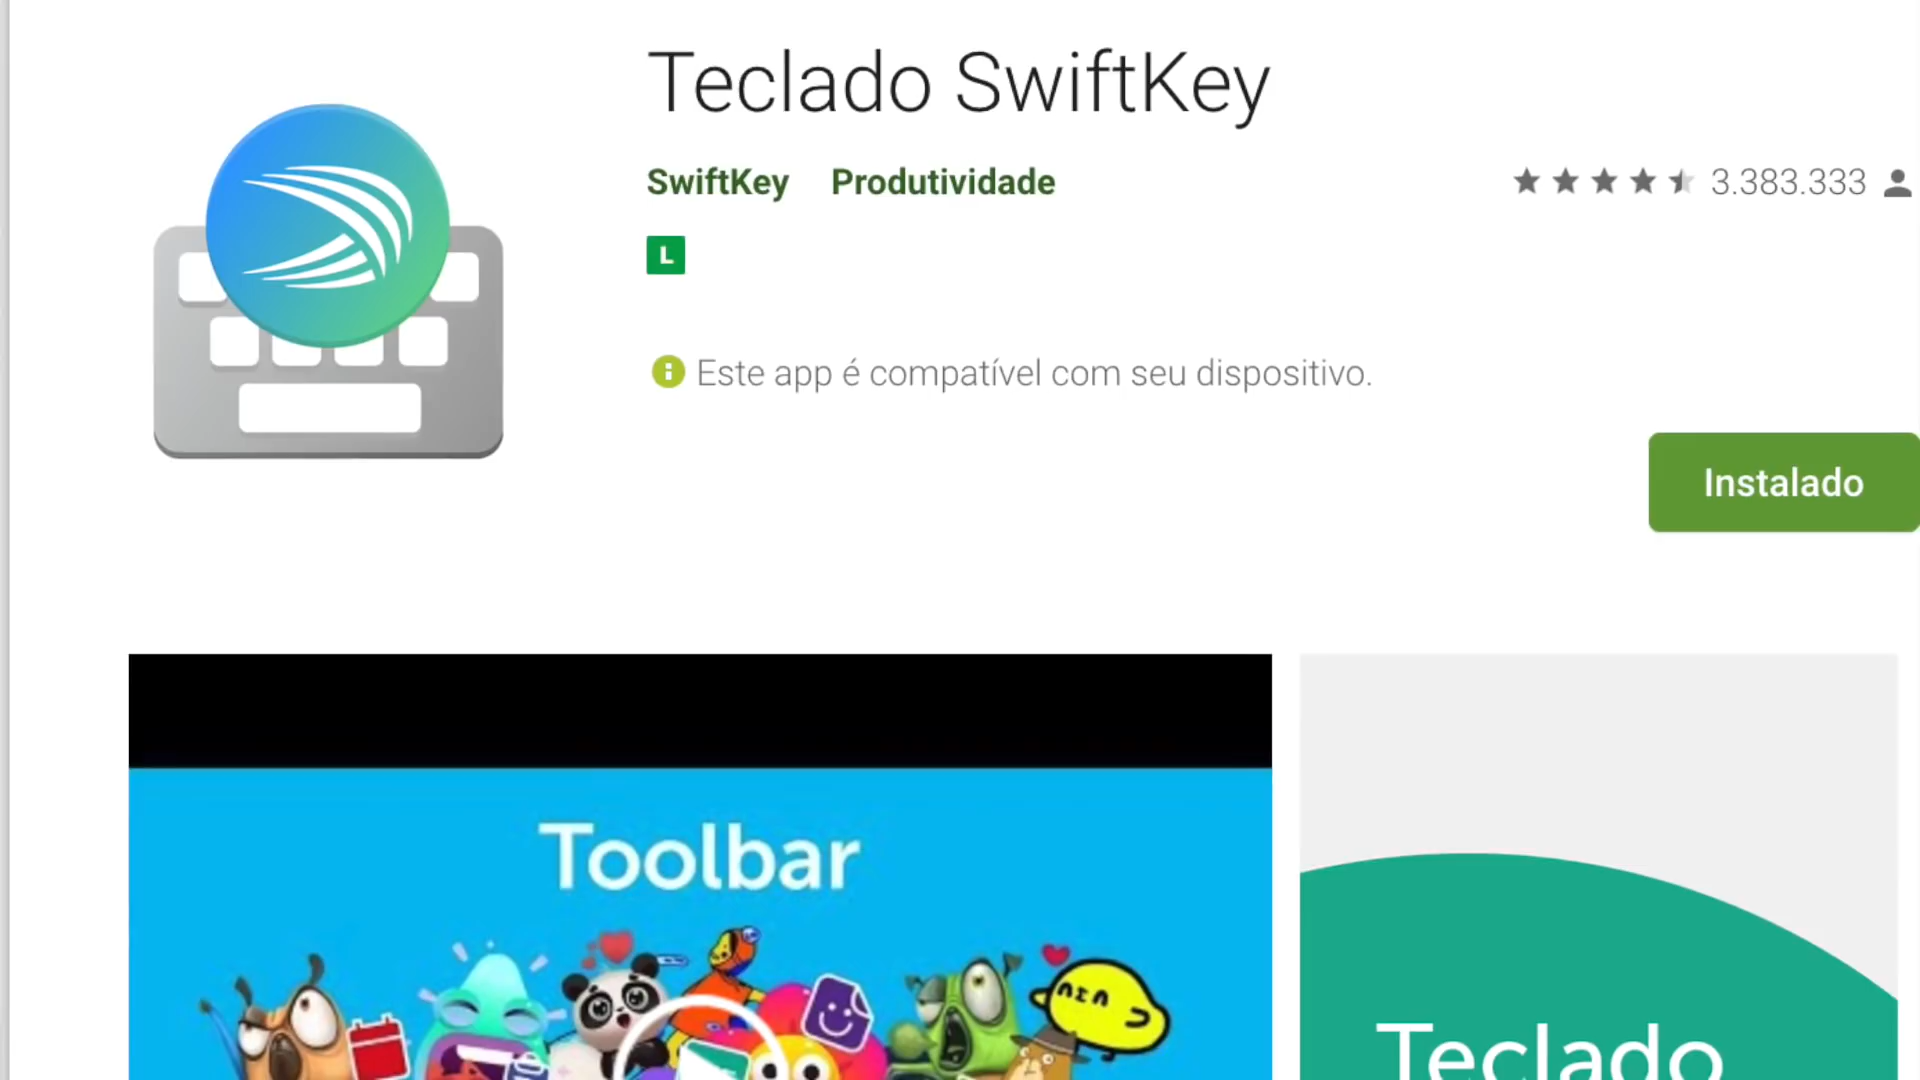 Teclado SwiftKey
SwiftKey Produtividade
3.383.333
L
Este app é compatível com seu dispositivo.
Instalado
Toolbar
Teclado